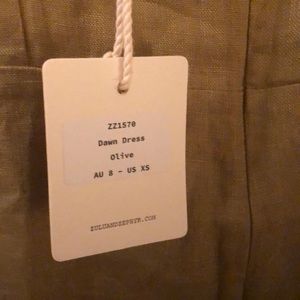 ZZ1570
Dawn Dress
Olive
AU 8 – US XS
ZULUANDZEPHYR.COM